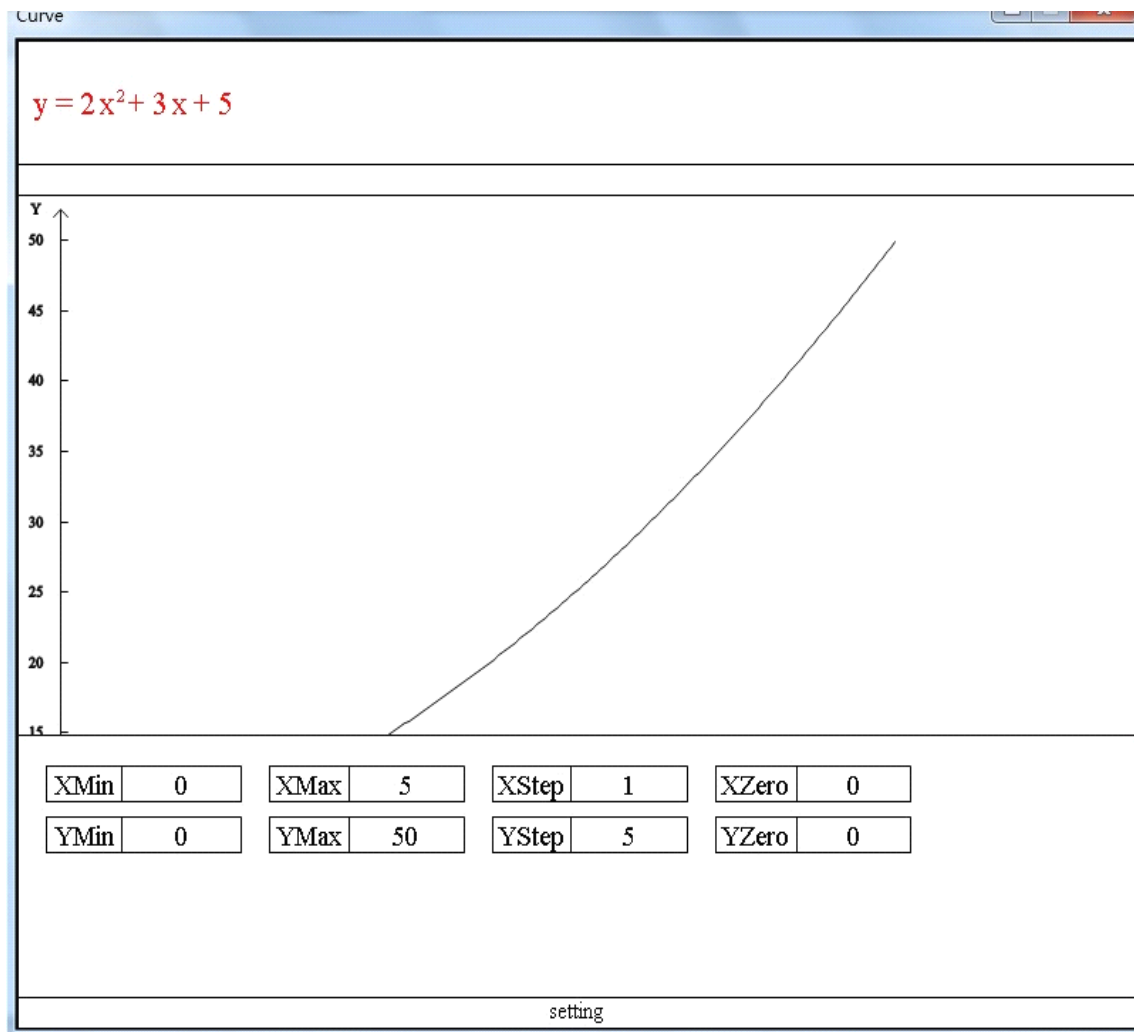 Curve
y = 2x²+ 3x + 5
Y
50
45
40
35
30
25
20
15
XMin 0 XMax 5 XStep 1 XZero 0
YMin 0 YMax 50 YStep 5 YZero 0
setting